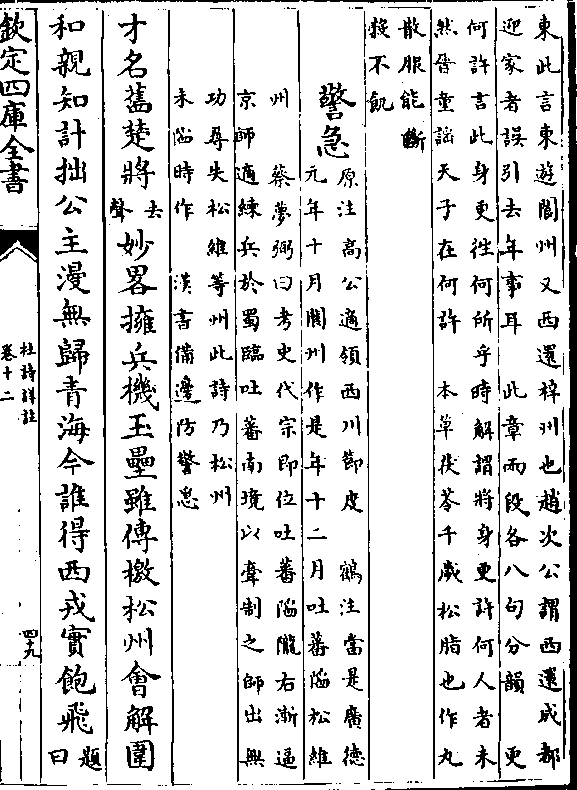 東此言東遊閬州又西還梓州也趙次公謂西還成都
迎家者誤引去年事耳 此章兩段各八句分韻 更
何許言此身更往何所乎時解謂將身更許何人者未
然晉童謡天子在何許 本草茯苓千歲松脂也作丸
散服能斷
穀不飢
警急
原注高公適領西川節度 鶴注當是廣德
元年十月閬州作是年十二月吐蕃陷松維
州 蔡夢弼曰考史代宗即位吐蕃陷隴右漸逼
京師適練兵於蜀臨吐蕃南境以牽制之師出無
功尋失松維等州此詩乃松州
未陷時作 漢書備邊防警急
才名舊楚將去聲妙畧擁兵機玉壘雖傳檄松州會解圍
和親知計拙公主漫無歸青海今誰得西戎實飽飛題曰
欽定四庫全書
杜詩詳註
卷十二
四九